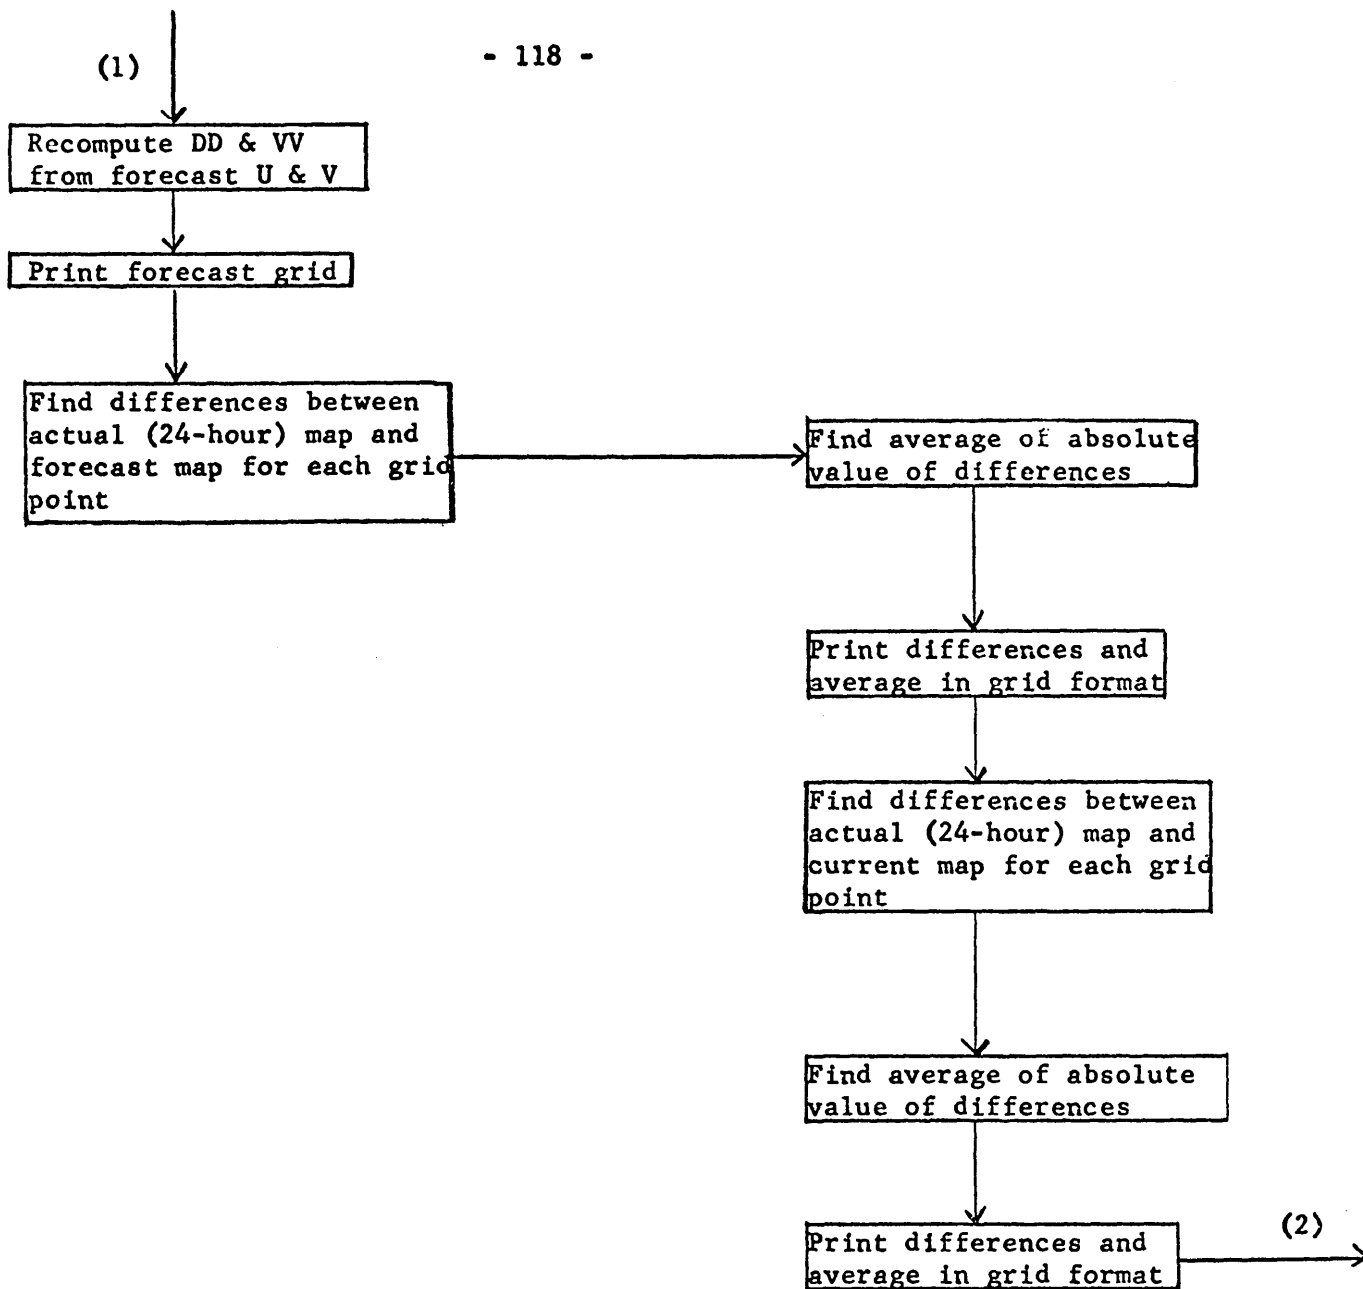 - 118 -
(1)
Recompute DD & VV
from forecast U & V
Print forecast grid
Find differences between
actual (24-hour) map and
forecast map for each grid
point
Find average of absolute
value of differences
Print differences and
average in grid format
Find differences between
actual (24-hour) map and
current map for each grid
point
Find average of absolute
value of differences
Print differences and
average in grid format
(2)